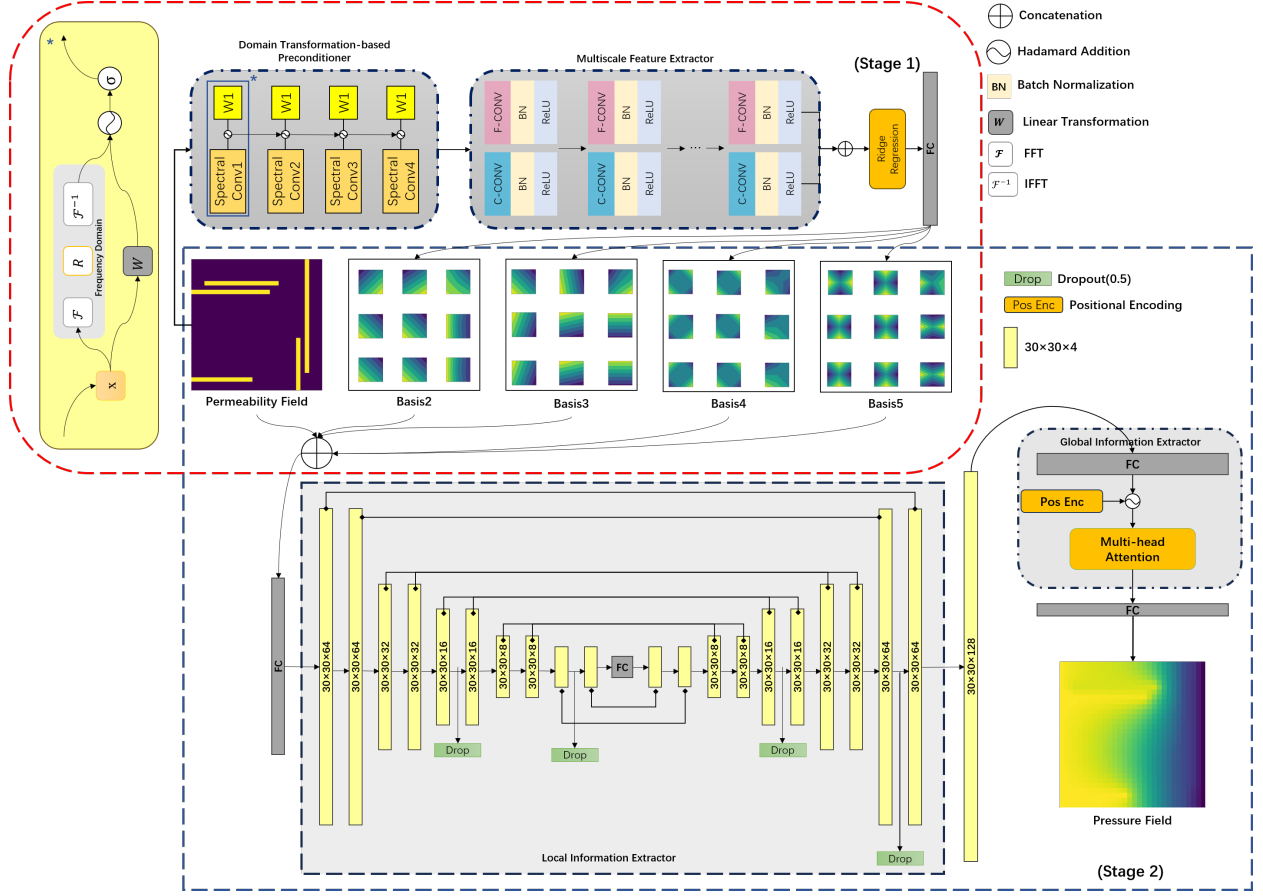 Concatenation
Hadamard Addition
BN
Batch Normalization
W
Linear Transformation
F
FFT
F⁻¹
IFFT
*
σ
F⁻¹
R
F
Frequency Domain
W
x
Domain Transformation-based
Preconditioner
*
W1
W1
W1
W1
Spectral
Conv1
Spectral
Conv2
Spectral
Conv3
Spectral
Conv4
Multiscale Feature Extractor
F-CONV
BN
ReLU
F-CONV
BN
ReLU
F-CONV
BN
ReLU
C-CONV
BN
ReLU
C-CONV
BN
ReLU
...
C-CONV
BN
ReLU
(Stage 1)
Ridge
Regression
FC
Permeability Field
Basis2
Basis3
Basis4
Basis5
Drop
Dropout(0.5)
Pos Enc
Positional Encoding
30×30×4
FC
30×30×64
30×30×64
30×30×32
30×30×32
30×30×16
30×30×16
30×30×8
30×30×8
FC
30×30×8
30×30×8
30×30×16
30×30×16
30×30×32
30×30×32
30×30×64
30×30×64
30×30×128
Drop
Drop
Drop
Drop
Local Information Extractor
Global Information Extractor
FC
Pos Enc
Multi-head
Attention
FC
Pressure Field
(Stage 2)